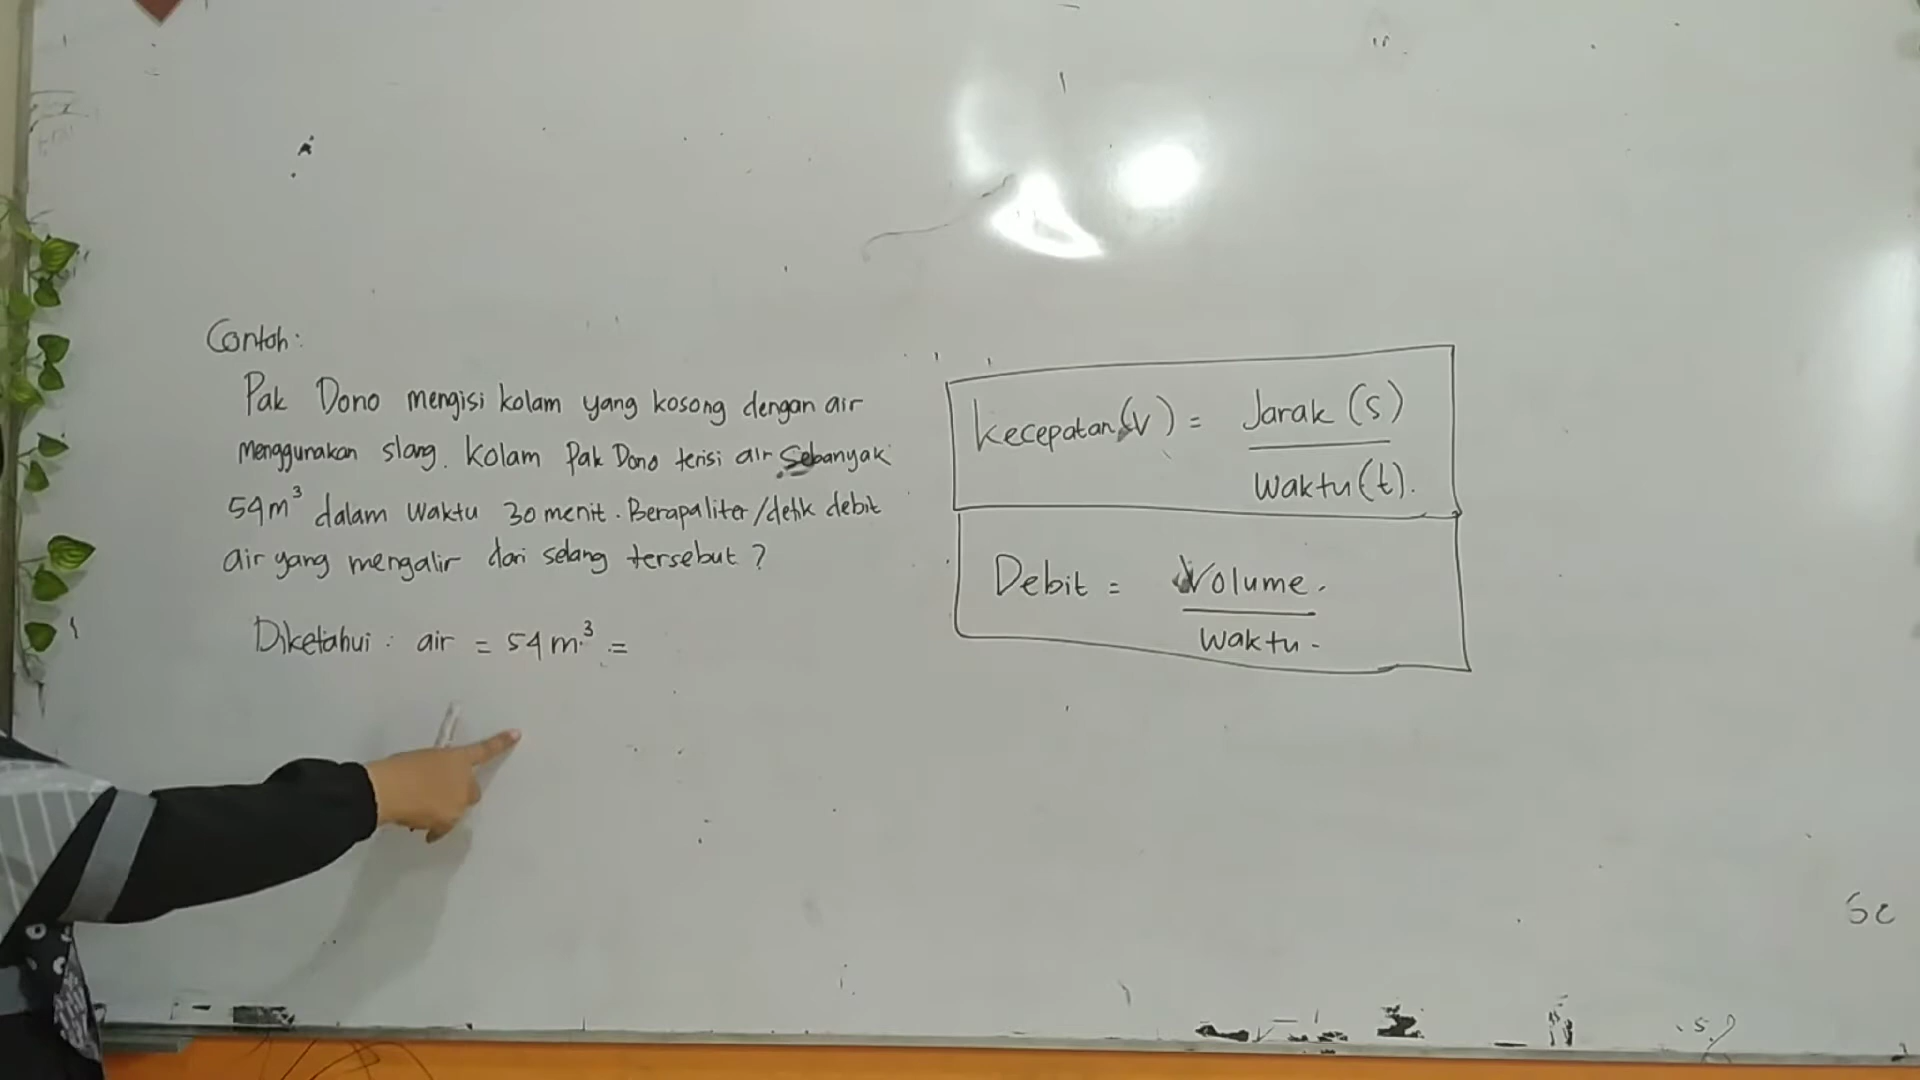 Contoh:
Pak Dono mengisi kolam yang kosong dengan air
menggunakan slang. Kolam Pak Dono terisi air sebanyak
54m³ dalam waktu 30 menit. Berapa liter/detik debit
air yang mengalir dari selang tersebut?
Diketahui: air = 54 m³ =
Kecepatan (v) = Jarak (s)
Waktu (t).
Debit = Volume.
Waktu.